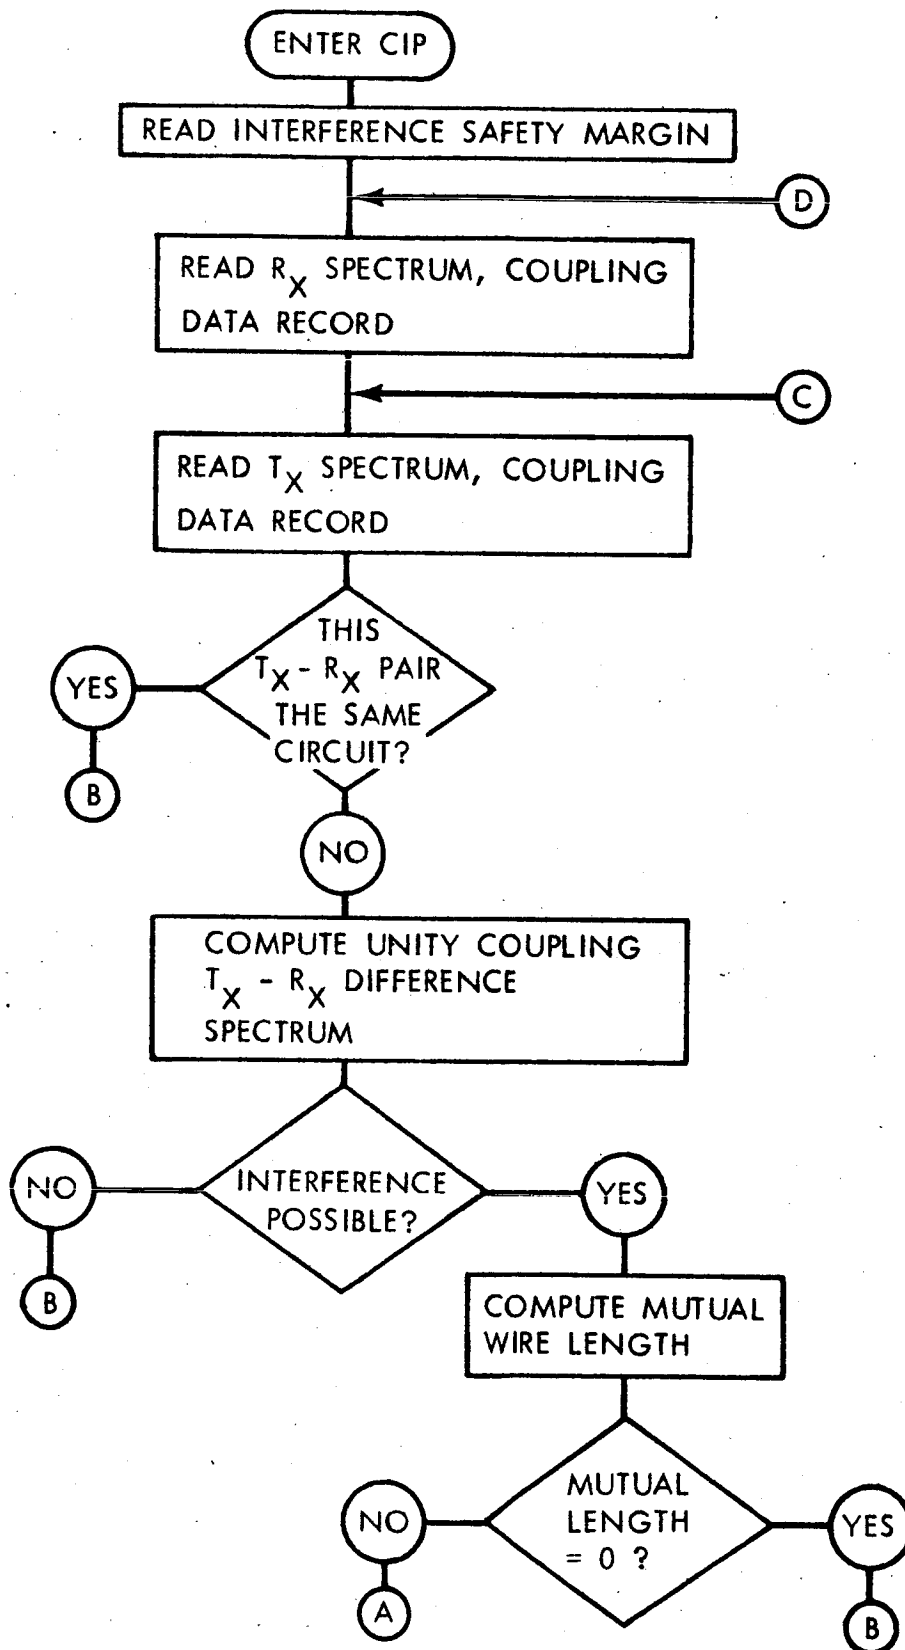 ENTER CIP
READ INTERFERENCE SAFETY MARGIN
D
READ RX SPECTRUM, COUPLING
DATA RECORD
C
READ TX SPECTRUM, COUPLING
DATA RECORD
THIS
TX - RX PAIR
THE SAME
CIRCUIT?
YES
B
NO
COMPUTE UNITY COUPLING
TX - RX DIFFERENCE
SPECTRUM
INTERFERENCE
POSSIBLE?
NO
B
YES
COMPUTE MUTUAL
WIRE LENGTH
MUTUAL
LENGTH
= 0 ?
NO
A
YES
B